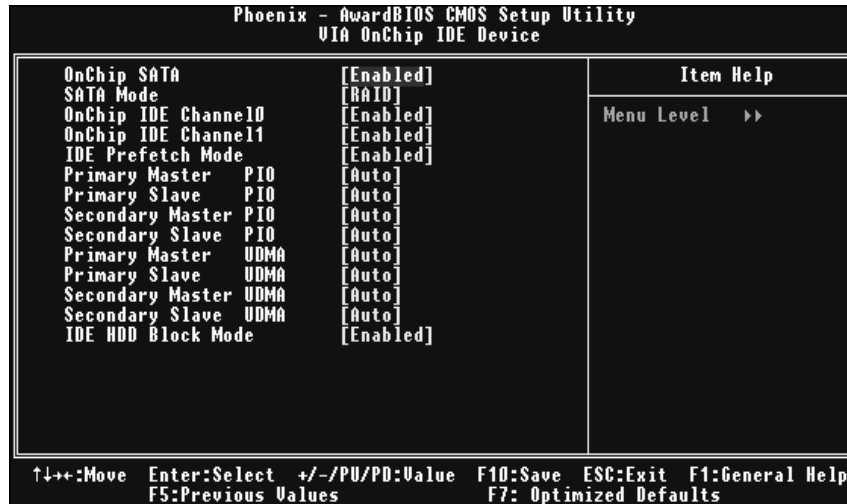 Phoenix - AwardBIOS CMOS Setup Utility
VIA OnChip IDE Device
OnChip SATA [Enabled]
SATA Mode [RAID]
OnChip IDE Channel0 [Enabled]
OnChip IDE Channel1 [Enabled]
IDE Prefetch Mode [Enabled]
Primary Master PIO [Auto]
Primary Slave PIO [Auto]
Secondary Master PIO [Auto]
Secondary Slave PIO [Auto]
Primary Master UDMA [Auto]
Primary Slave UDMA [Auto]
Secondary Master UDMA [Auto]
Secondary Slave UDMA [Auto]
IDE HDD Block Mode [Enabled]
Item Help
Menu Level ▸▸
↑↓→←:Move Enter:Select +/-/PU/PD:Value F10:Save ESC:Exit F1:General Help
F5:Previous Values F7: Optimized Defaults